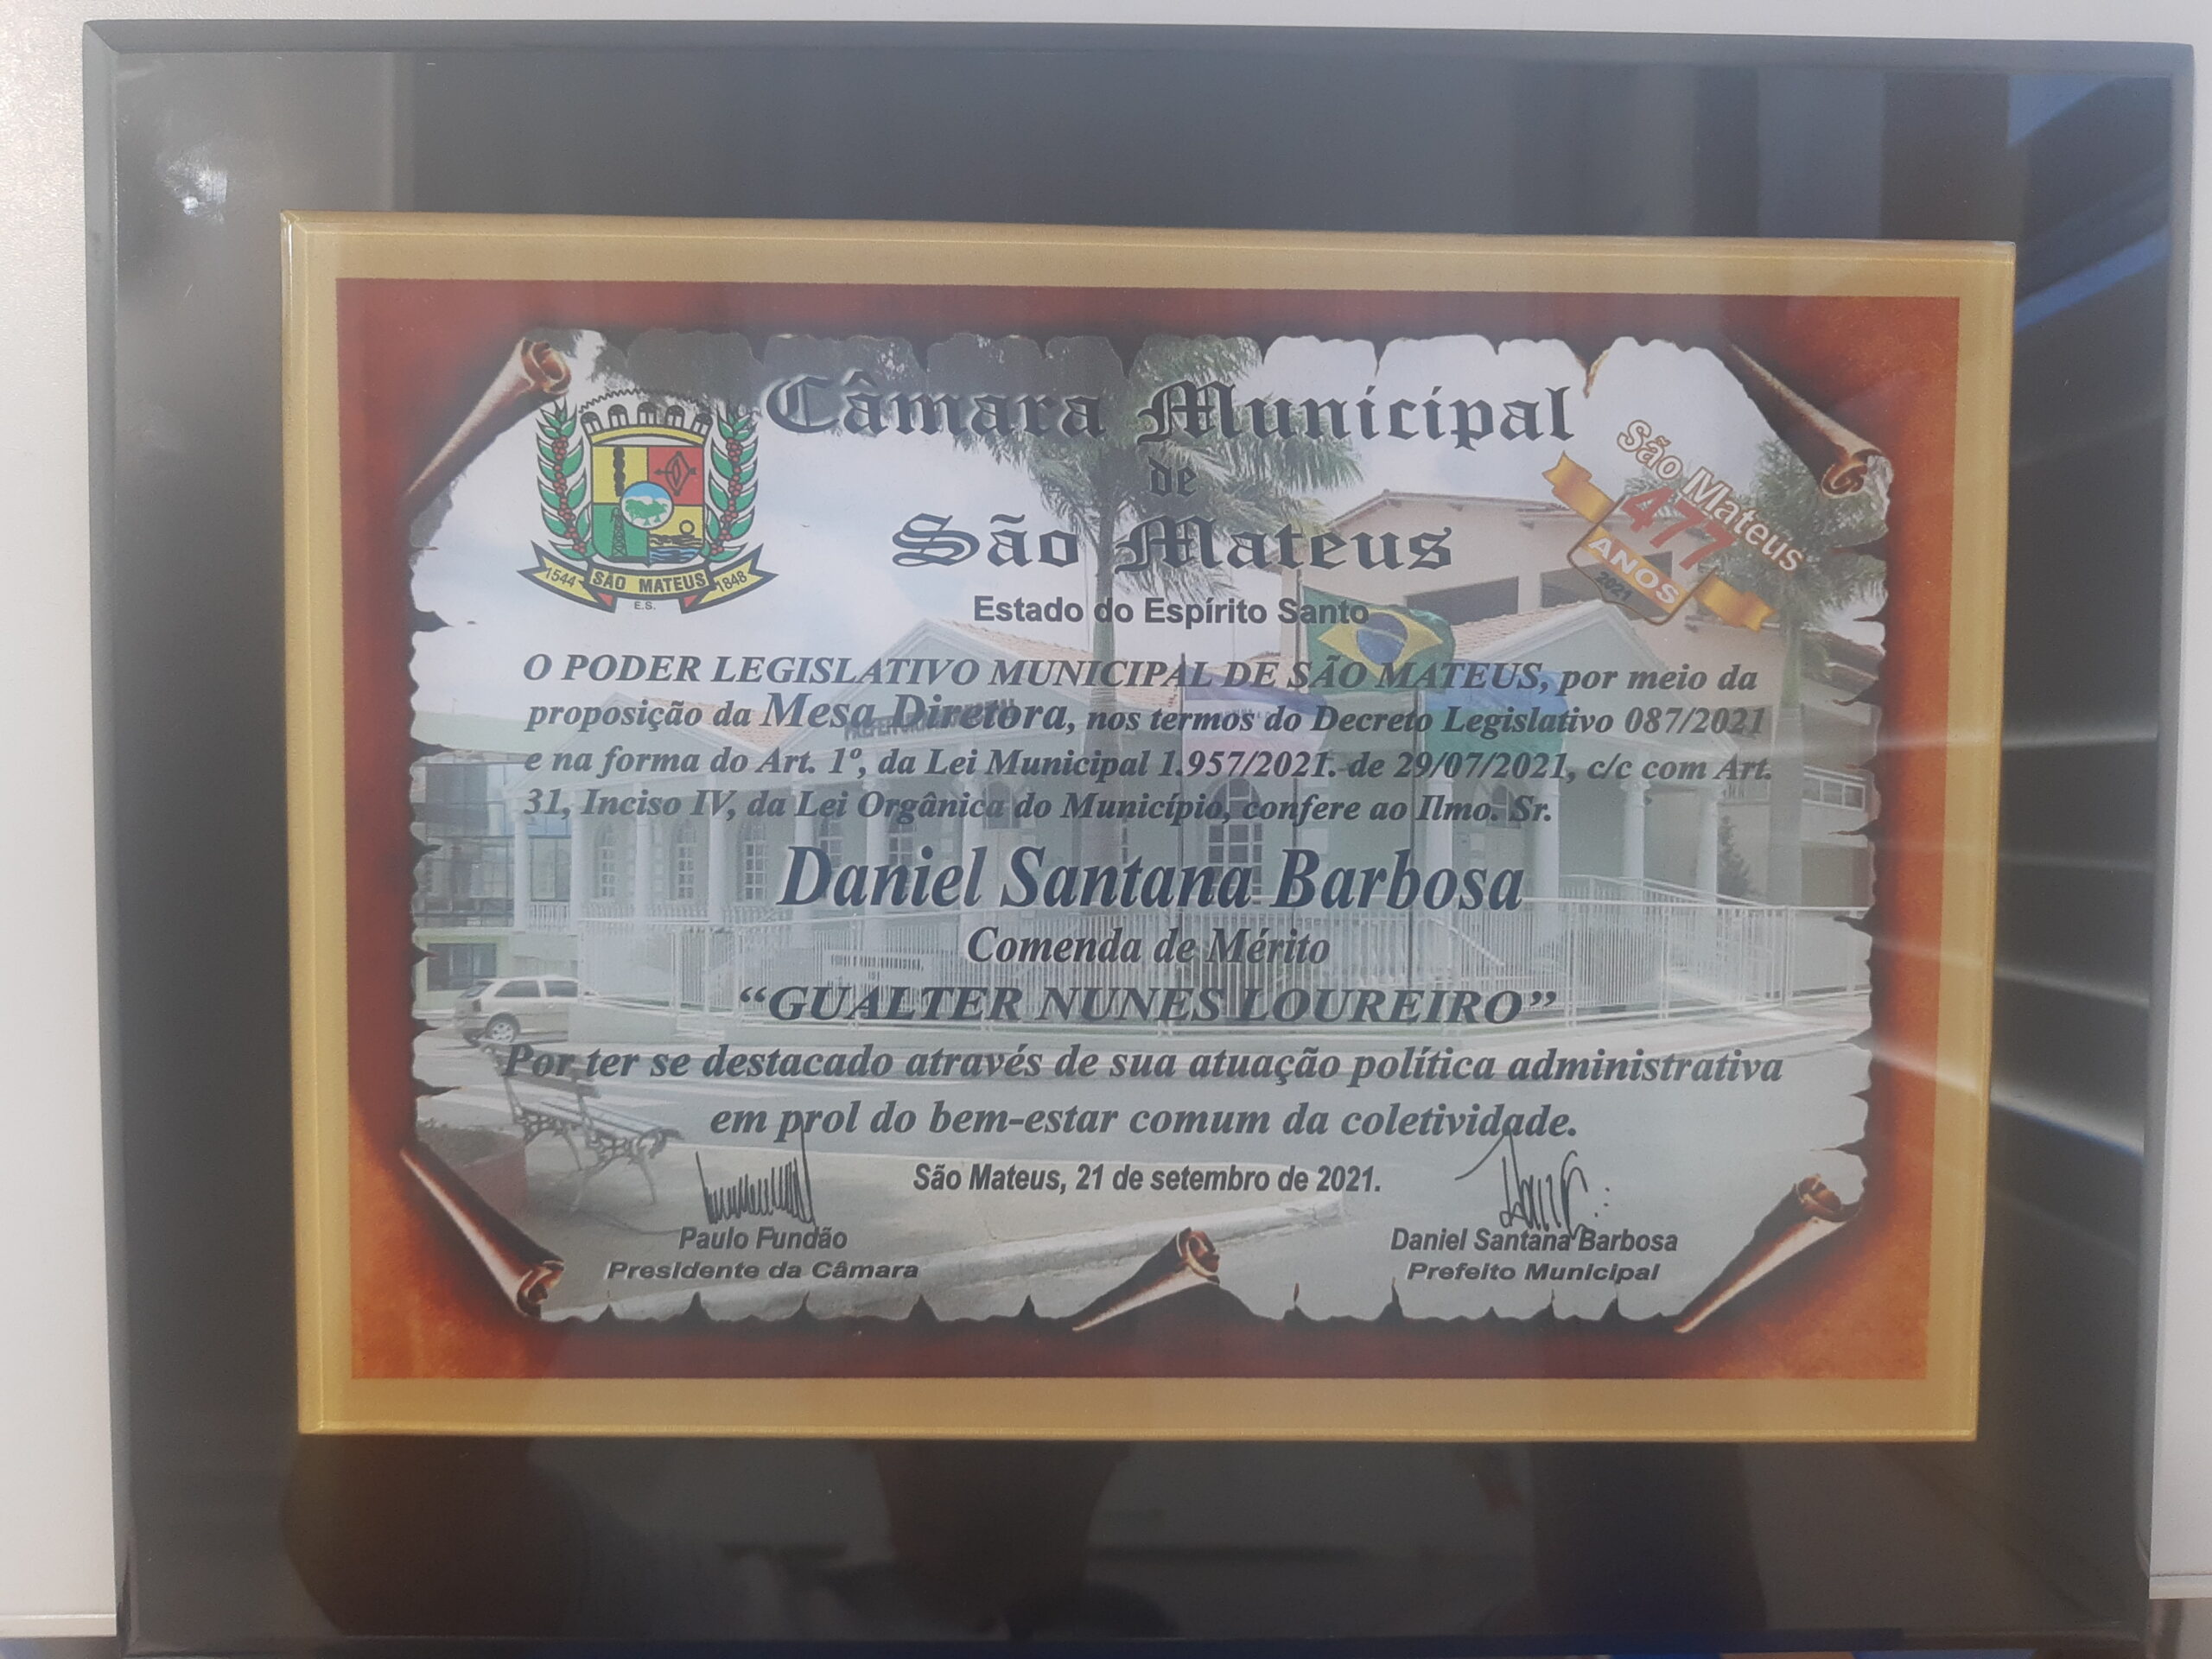 Câmara Municipal
de
São Mateus
Estado do Espírito Santo
1544 SÃO MATEUS 1848
E.S.
São Mateus
477
ANOS
2021
O PODER LEGISLATIVO MUNICIPAL DE SÃO MATEUS, por meio da
proposição da Mesa Diretora, nos termos do Decreto Legislativo 087/2021
e na forma do Art. 1º, da Lei Municipal 1.957/2021. de 29/07/2021, c/c com Art.
31, Inciso IV, da Lei Orgânica do Município, confere ao Ilmo. Sr.
Daniel Santana Barbosa
Comenda de Mérito
“GUALTER NUNES LOUREIRO”
Por ter se destacado através de sua atuação política administrativa
em prol do bem-estar comum da coletividade.
São Mateus, 21 de setembro de 2021.
Paulo Fundão
Presidente da Câmara
Daniel Santana Barbosa
Prefeito Municipal